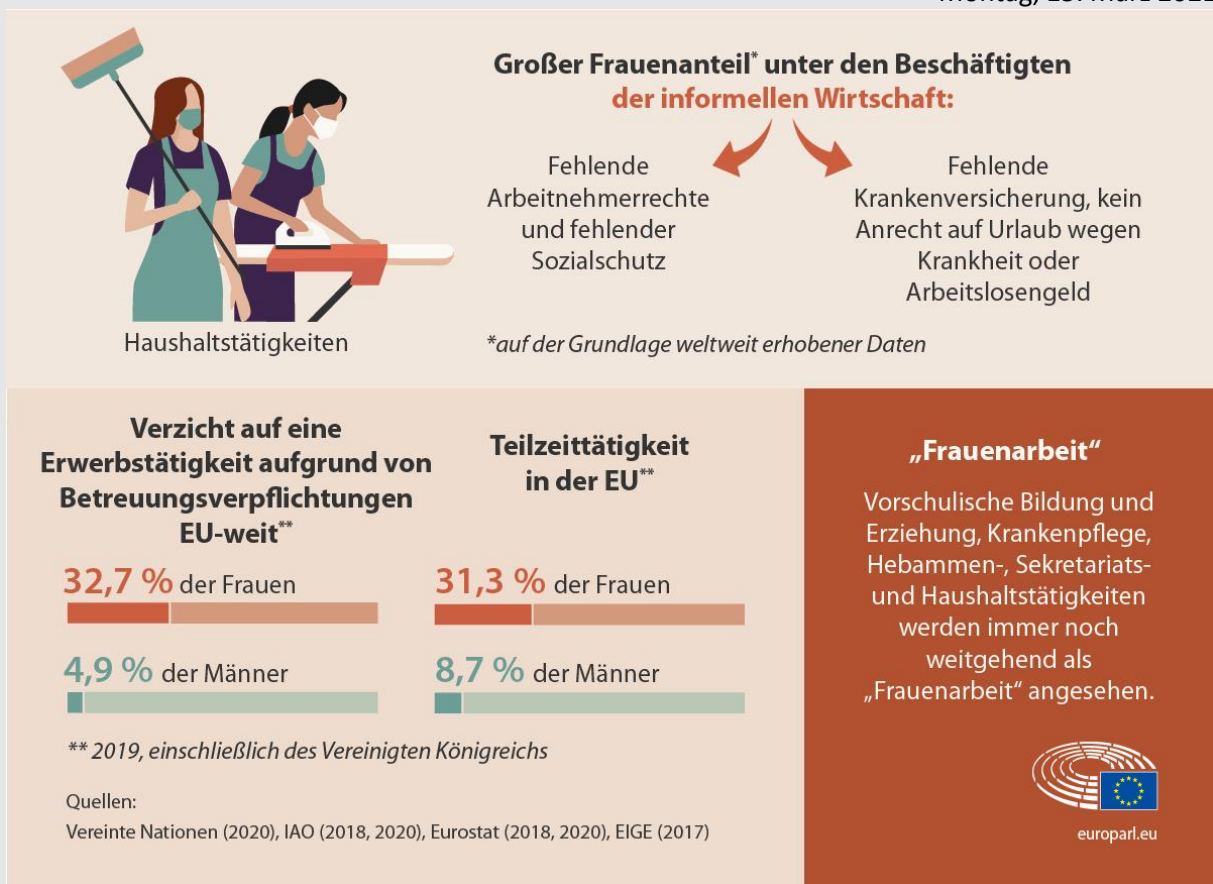 Großer Frauenanteil* unter den Beschäftigten
der informellen Wirtschaft:
Fehlende
Arbeitnehmerrechte
und fehlender
Sozialschutz
Fehlende
Krankenversicherung, kein
Anrecht auf Urlaub wegen
Krankheit oder
Arbeitslosengeld
Haushaltstätigkeiten
*auf der Grundlage weltweit erhobener Daten
Verzicht auf eine
Erwerbstätigkeit aufgrund von
Betreuungsverpflichtungen
EU-weit**
32,7 % der Frauen
4,9 % der Männer
Teilzeittätigkeit
in der EU**
31,3 % der Frauen
8,7 % der Männer
** 2019, einschließlich des Vereinigten Königreichs
Quellen:
Vereinte Nationen (2020), IAO (2018, 2020), Eurostat (2018, 2020), EIGE (2017)
„Frauenarbeit“
Vorschulische Bildung und
Erziehung, Krankenpflege,
Hebammen-, Sekretariats-
und Haushaltstätigkeiten
werden immer noch
weitgehend als
„Frauenarbeit“ angesehen.
europarl.eu